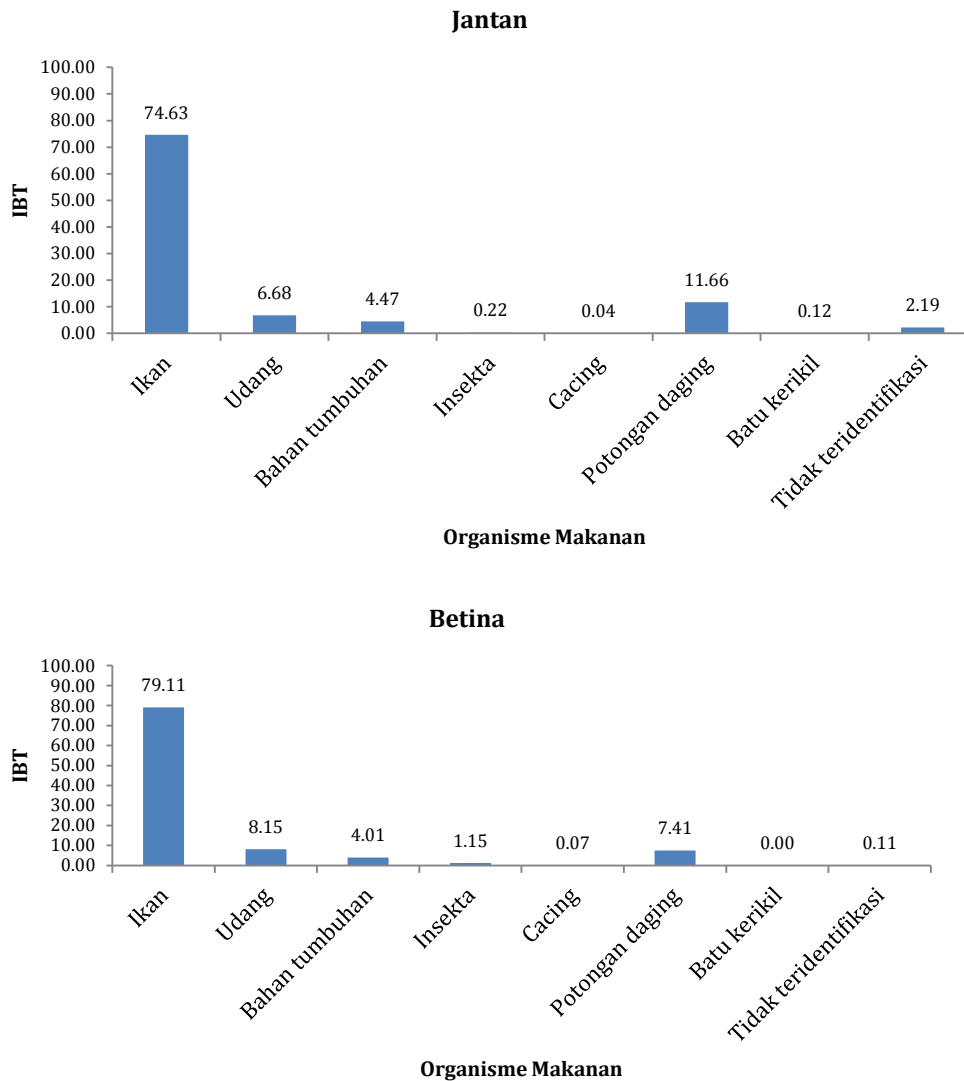 Jantan
100.00
90.00
80.00
70.00
60.00
50.00
40.00
30.00
20.00
10.00
0.00
IBT
74.63
6.68
4.47
0.22
0.04
11.66
0.12
2.19
Ikan
Udang
Bahan tumbuhan
Insekta
Cacing
Potongan daging
Batu kerikil
Tidak teridentifikasi
Organisme Makanan
Betina
100.00
90.00
80.00
70.00
60.00
50.00
40.00
30.00
20.00
10.00
0.00
IBT
79.11
8.15
4.01
1.15
0.07
7.41
0.00
0.11
Ikan
Udang
Bahan tumbuhan
Insekta
Cacing
Potongan daging
Batu kerikil
Tidak teridentifikasi
Organisme Makanan